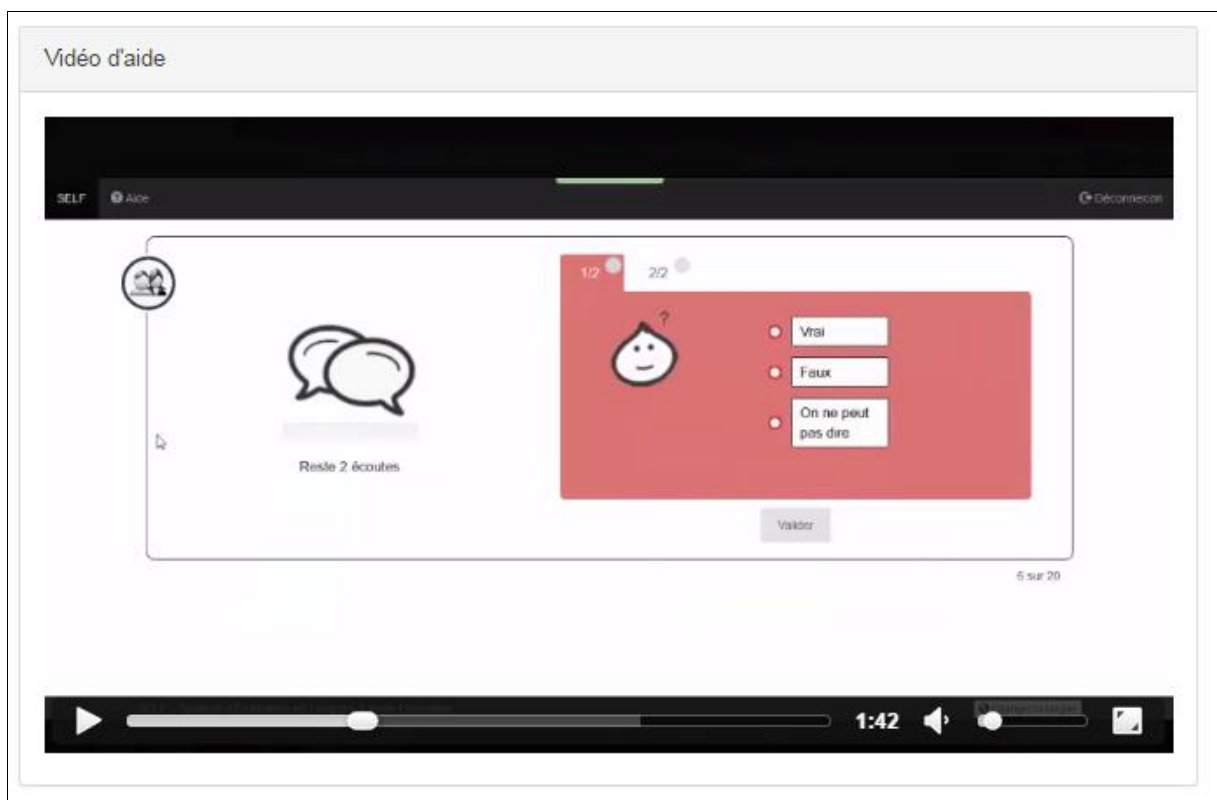 Vidéo d'aide
SELF ? Aide Déconnecon
1/2 2/2
?
Vrai
Faux
On ne peut
pas dire
Reste 2 écoutes
Valider
6 sur 20
1:42